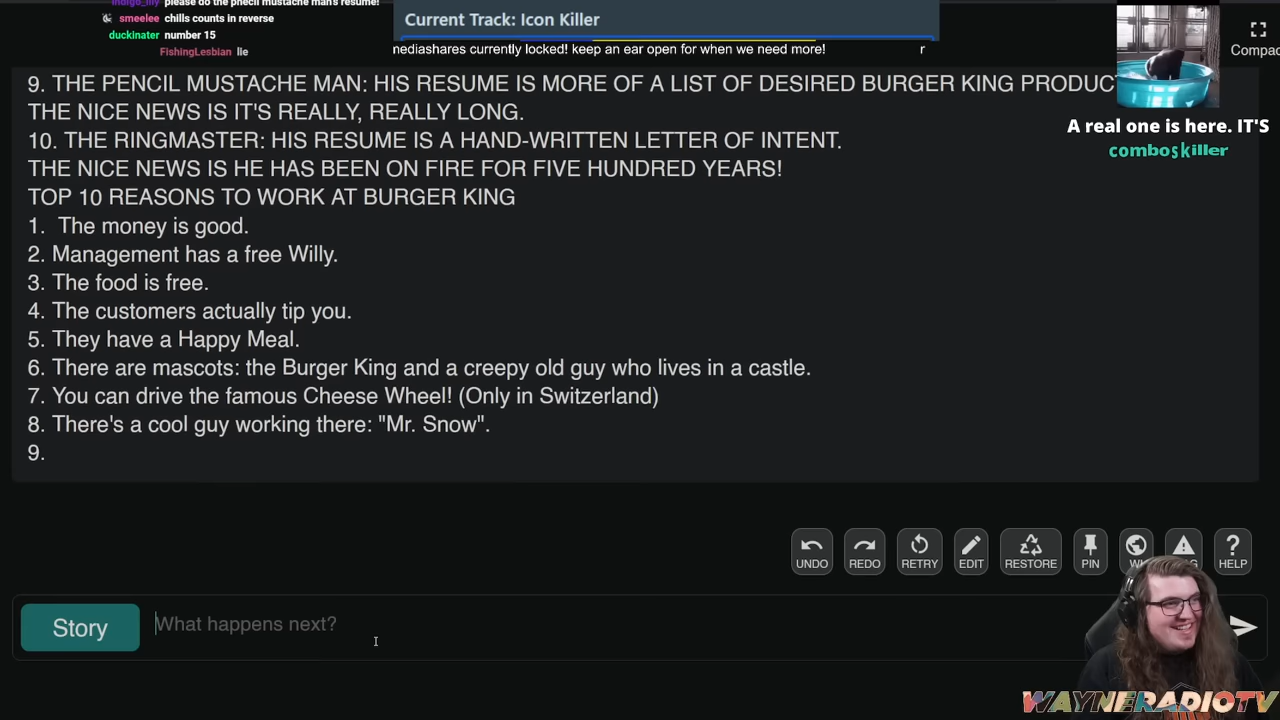 please do the pnecil mustache man's resume!
smeelee chills counts in reverse
duckinater number 15
FishingLesbian lie
Current Track: Icon Killer
mediashares currently locked! keep an ear open for when we need more! r
Compac
A real one is here. IT'S
comboskiller
9. THE PENCIL MUSTACHE MAN: HIS RESUME IS MORE OF A LIST OF DESIRED BURGER KING PRODUCT
THE NICE NEWS IS IT'S REALLY, REALLY LONG.
10. THE RINGMASTER: HIS RESUME IS A HAND-WRITTEN LETTER OF INTENT.
THE NICE NEWS IS HE HAS BEEN ON FIRE FOR FIVE HUNDRED YEARS!
TOP 10 REASONS TO WORK AT BURGER KING
1. The money is good.
2. Management has a free Willy.
3. The food is free.
4. The customers actually tip you.
5. They have a Happy Meal.
6. There are mascots: the Burger King and a creepy old guy who lives in a castle.
7. You can drive the famous Cheese Wheel! (Only in Switzerland)
8. There's a cool guy working there: "Mr. Snow".
9.
UNDO REDO RETRY EDIT RESTORE PIN HELP
Story What happens next?
WAYNERADIOTV